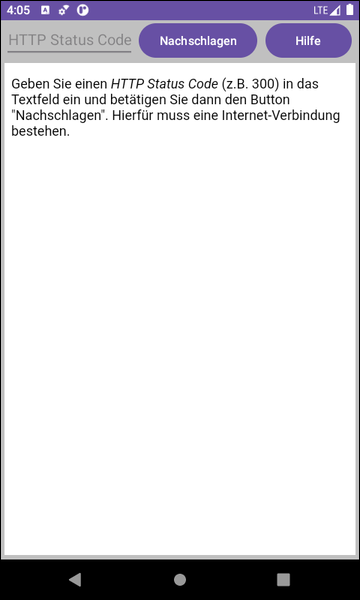 4:05
LTE
HTTP Status Code
Nachschlagen
Hilfe
Geben Sie einen HTTP Status Code (z.B. 300) in das
Textfeld ein und betätigen Sie dann den Button
"Nachschlagen". Hierfür muss eine Internet-Verbindung
bestehen.